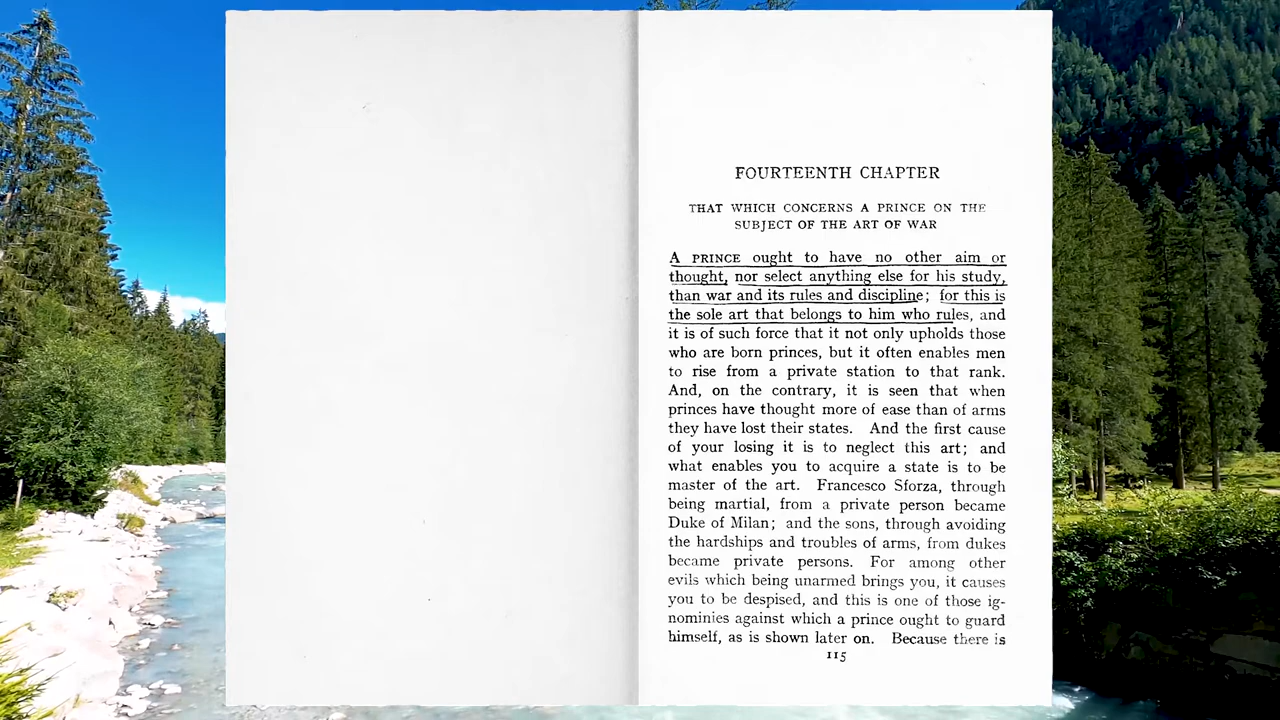 FOURTEENTH CHAPTER
THAT WHICH CONCERNS A PRINCE ON THE
SUBJECT OF THE ART OF WAR
A PRINCE ought to have no other aim or
thought, nor select anything else for his study,
than war and its rules and discipline; for this is
the sole art that belongs to him who rules, and
it is of such force that it not only upholds those
who are born princes, but it often enables men
to rise from a private station to that rank.
And, on the contrary, it is seen that when
princes have thought more of ease than of arms
they have lost their states. And the first cause
of your losing it is to neglect this art; and
what enables you to acquire a state is to be
master of the art. Francesco Sforza, through
being martial, from a private person became
Duke of Milan; and the sons, through avoiding
the hardships and troubles of arms, from dukes
became private persons. For among other
evils which being unarmed brings you, it causes
you to be despised, and this is one of those ig-
nominies against which a prince ought to guard
himself, as is shown later on. Because there is
115